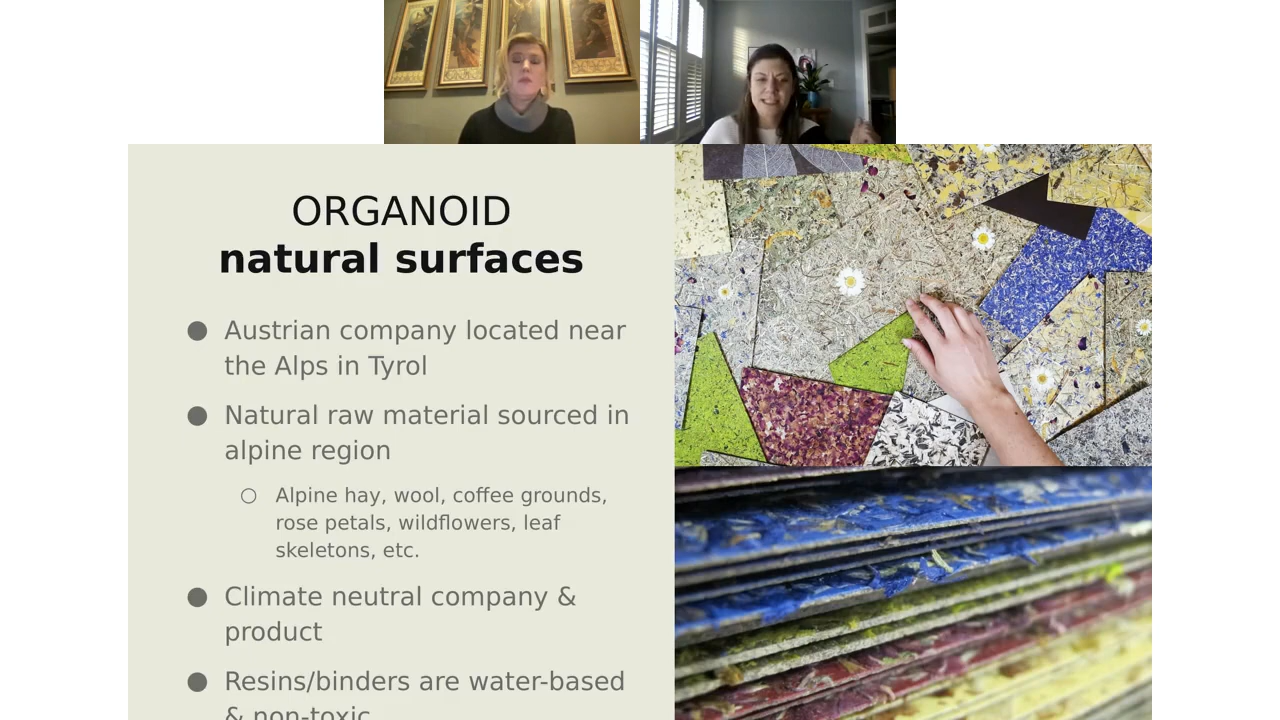 ORGANOID
natural surfaces
● Austrian company located near
the Alps in Tyrol
● Natural raw material sourced in
alpine region
○ Alpine hay, wool, coffee grounds,
rose petals, wildflowers, leaf
skeletons, etc.
● Climate neutral company &
product
● Resins/binders are water-based
& non-toxic